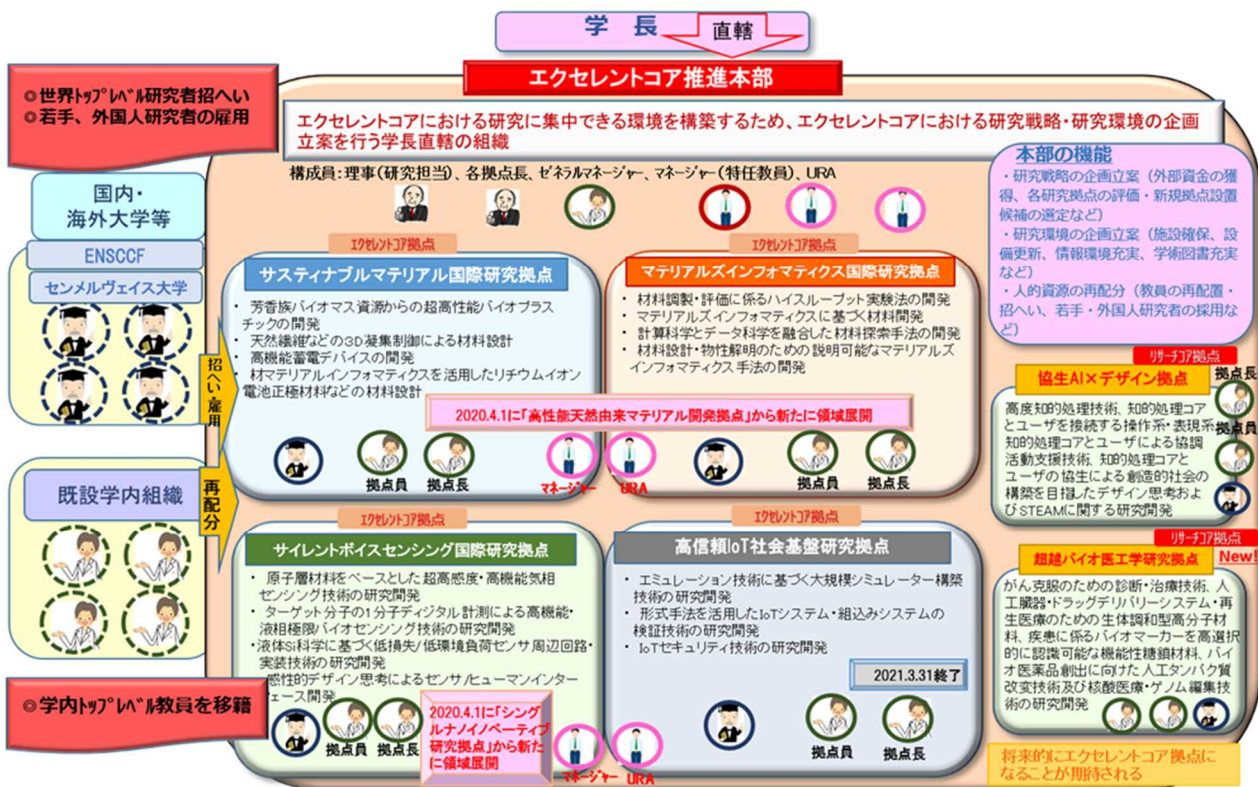 学 長
直轄
エクセレントコア推進本部
◎世界トップレベル研究者招へい
◎若手、外国人研究者の雇用
エクセレントコアにおける研究に集中できる環境を構築するため、エクセレントコアにおける研究戦略・研究環境の企画
立案を行う学長直轄の組織
構成員:理事(研究担当)、各拠点長、ゼネラルマネージャー、マネージャー(特任教員)、URA
本部の機能
・研究戦略の企画立案(外部資金の獲
得、各研究拠点の評価・新規拠点設置
候補の選定など)
・研究環境の企画立案(施設確保、設
備更新、情報環境充実、学術図書充実
など)
・人的資源の再配分(教員の再配置・
招へい、若手・外国人研究者の採用な
ど)
国内・
海外大学等
ENSCCF
センメルヴェイス大学
招へい・雇用
既設学内組織
再配分
◎学内トップレベル教員を移籍
エクセレントコア拠点
サスティナブルマテリアル国際研究拠点
・ 芳香族バイオマス資源からの超高性能バイオプラス
チックの開発
・ 天然繊維などの3D凝集制御による材料設計
・ 高機能蓄電デバイスの開発
・ 材マテリアルインフォマティクスを活用したリチウムイオン
電池正極材料などの材料設計
拠点員
拠点長
エクセレントコア拠点
マテリアルズインフォマティクス国際研究拠点
・ 材料調製・評価に係るハイスループット実験法の開発
・ マテリアルズインフォマティクスに基づく材料開発
・ 計算科学とデータ科学を融合した材料探索手法の開発
・ 材料設計・物性解明のための説明可能なマテリアルズ
インフォマティクス手法の開発
2020.4.1に「高性能天然由来マテリアル開発拠点」から新たに領域展開
マネージャー
URA
拠点員
拠点長
エクセレントコア拠点
サイレントボイスセンシング国際研究拠点
・ 原子層材料をベースとした超高感度・高機能気相
センシング技術の研究開発
・ ターゲット分子の1分子ディジタル計測による高機能・
液相極限バイオセンシング技術の研究開発
・液体Si科学に基づく低損失/低環境負荷センサ周辺回路・
実装技術の研究開発
感性的デザイン思考によるセンサ/ヒューマンインター
フェース開発
拠点員
拠点長
2020.4.1に「シン
グルナノイノベーティブ
研究拠点」から新た
に領域展開
マネージャー
URA
エクセレントコア拠点
高信頼IoT社会基盤研究拠点
・ エミュレーション技術に基づく大規模シミュレーター構築
技術の研究開発
・ 形式手法を活用したIoTシステム・組込みシステムの
検証技術の研究開発
・ IoTセキュリティ技術の研究開発
2021.3.31終了
拠点員
拠点長
リサーチコア拠点
協生AI×デザイン拠点
拠点長
高度知的処理技術、知的処理コア
とユーザを接続する操作系・表現系、
拠点員
知的処理コアとユーザによる協調
活動支援技術、知的処理コアと
ユーザの協生による創造的社会の
構築を目指したデザイン思考およ
びSTEAMに関する研究開発
リサーチコア拠点
超越バイオ医工学研究拠点
New!
がん克服のための診断・治療技術、人
工臓器・ドラッグデリバリーシステム・再
生医療のための生体調和型高分子材
料、疾患に係るバイオマーカーを高選択
的に認識可能な機能性糖鎖材料、バイ
オ医薬品創出に向けた人工タンパク質
改変技術及び核酸医療・ゲノム編集技
術の研究開発
将来的にエクセレントコア拠点に
なることが期待される